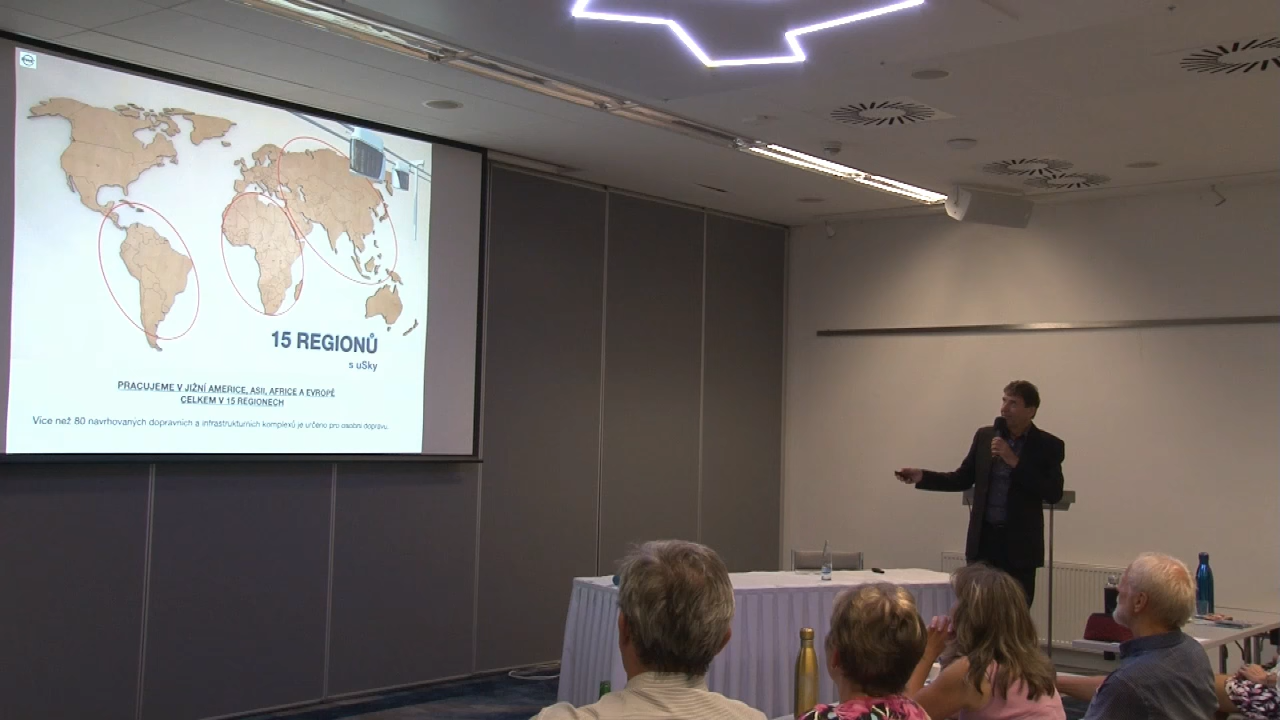 15 REGIONŮ
s uSky
PRACUJEME V JIŽNÍ AMERICE, ASII, AFRICE A EVROPĚ
CELKEM V 15 REGIONECH
Více než 80 navrhovaných dopravních a infrastrukturních komplexů je určeno pro osobní dopravu.